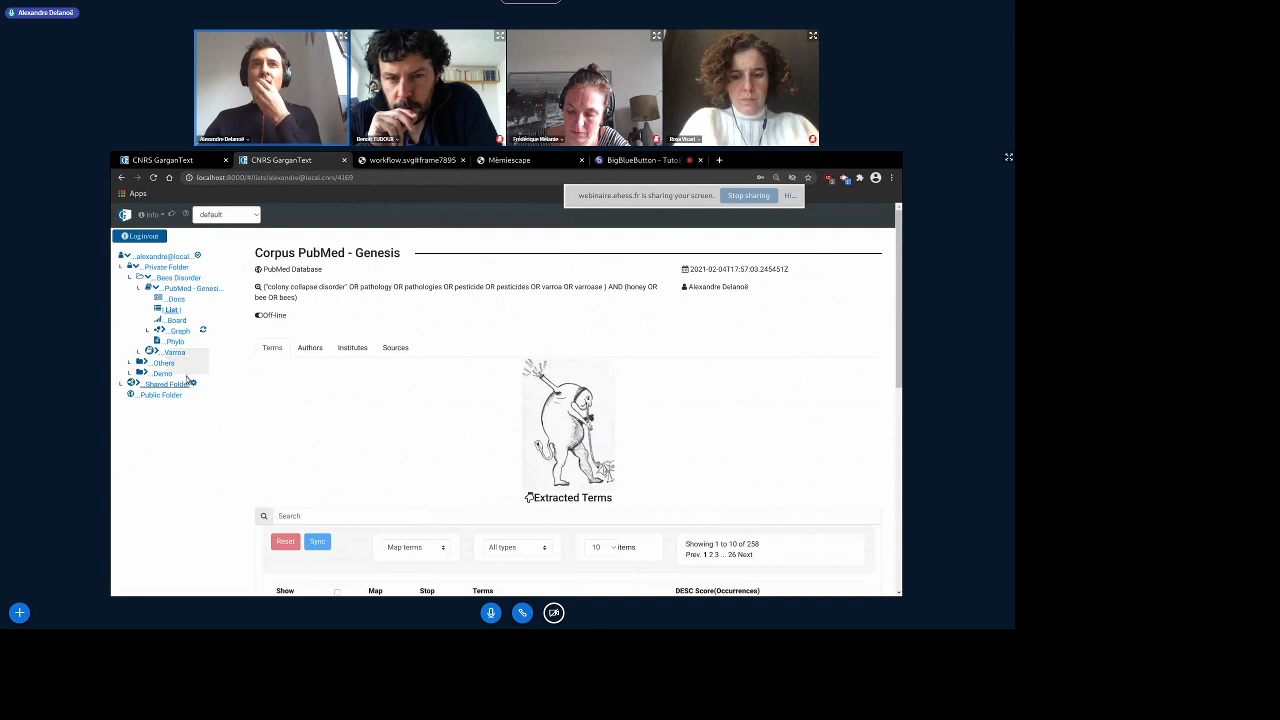 Alexandre Delanoë
Alexandre Delanoë
Benoit TUDOUX
Frédérique Mélanie
Rosa Vicari
CNRS GarganText
CNRS GarganText
workflow.svg#frame7895
Mèmiescape
BigBlueButton - Tuto
localhost:8000/#/lists/alexandre@local.cnrs/4169
Apps
webinaire.ehess.fr is sharing your screen. Stop sharing Hi...
Info
default
Log in/out
...alexandre@local...
...Private Folder
...Bees Disorder
...PubMed - Genesi...
...Docs
| List |
...Board
...Graph
...Phylo
...Varroa
...Others
...Demo
...Shared Folder
...Public Folder
Corpus PubMed - Genesis
PubMed Database
2021-02-04T17:57:03.245451Z
("colony collapse disorder" OR pathology OR pathologies OR pesticide OR pesticides OR varroa OR varroase ) AND (honey OR
bee OR bees)
Alexandre Delanoë
Off-line
Terms Authors Institutes Sources
Extracted Terms
Search
Reset Sync Map terms All types 10 items
Showing 1 to 10 of 258
Prev. 1 2 3 ... 26 Next
Show Map Stop Terms DESC Score(Occurrences)